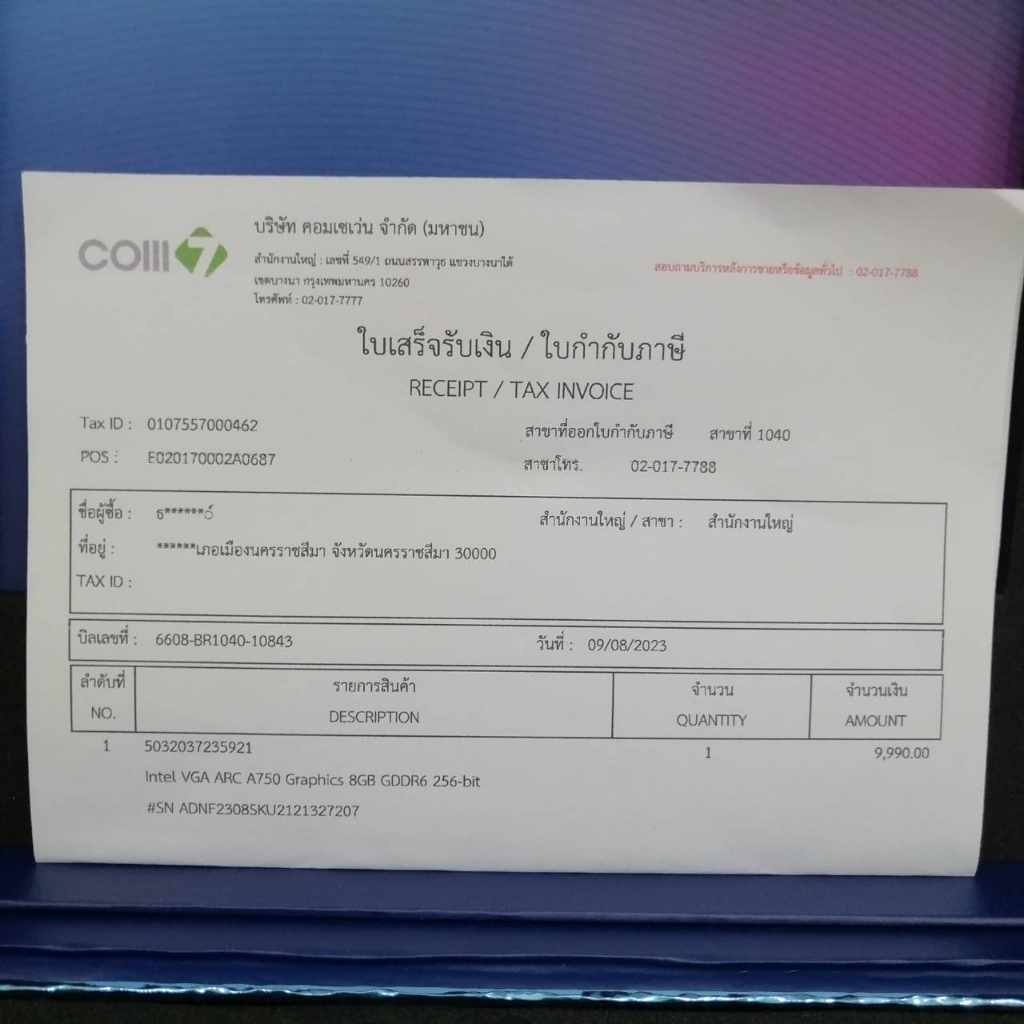 COM7
บริษัท คอมเซเว่น จำกัด (มหาชน)
สำนักงานใหญ่ : เลขที่ 549/1 ถนนสรรพาวุธ แขวงบางนาใต้
เขตบางนา กรุงเทพมหานคร 10260
โทรศัพท์ : 02-017-7777
สอบถามบริการหลังการขายหรือข้อมูลทั่วไป : 02-017-7788
ใบเสร็จรับเงิน / ใบกำกับภาษี
RECEIPT / TAX INVOICE
Tax ID : 0107557000462 สาขาที่ออกใบกำกับภาษี สาขาที่ 1040
POS : E020170002A0687 สาขาโทร. 02-017-7788
ชื่อผู้ซื้อ : ธ******์ สำนักงานใหญ่ / สาขา : สำนักงานใหญ่
ที่อยู่ : ******เภอเมืองนครราชสีมา จังหวัดนครราชสีมา 30000
TAX ID :
บิลเลขที่ : 6608-BR1040-10843 วันที่ : 09/08/2023
ลำดับที่ รายการสินค้า จำนวน จำนวนเงิน
NO. DESCRIPTION QUANTITY AMOUNT
1 5032037235921 1 9,990.00
Intel VGA ARC A750 Graphics 8GB GDDR6 256-bit
#SN ADNF2308SKU2121327207